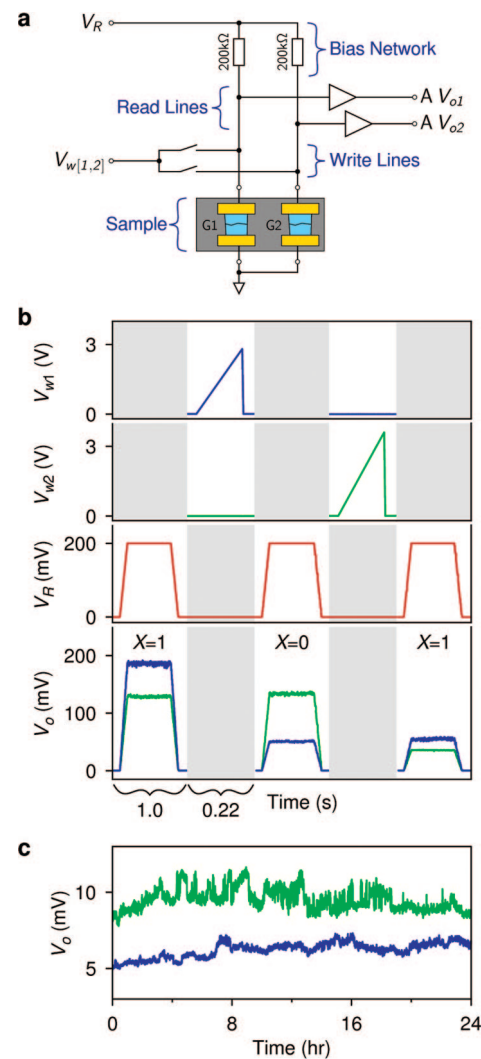 a
V_R
200kΩ 200kΩ
Bias Network
Read Lines
A V_o1
A V_o2
V_w[1,2]
Write Lines
Sample
G1 G2
b
3
V_w1 (V)
0
3
V_w2 (V)
0
200
V_R (mV)
0
X=1 X=0 X=1
200
V_o (mV)
100
0
1.0 0.22 Time (s)
c
10
V_o (mV)
5
0 8 16 24
Time (hr)